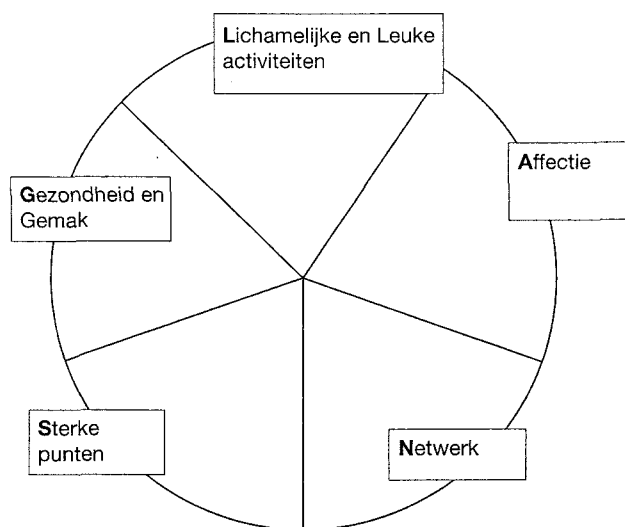 Lichamelijke en Leuke
activiteiten
Affectie
Gezondheid en
Gemak
Sterke
punten
Netwerk